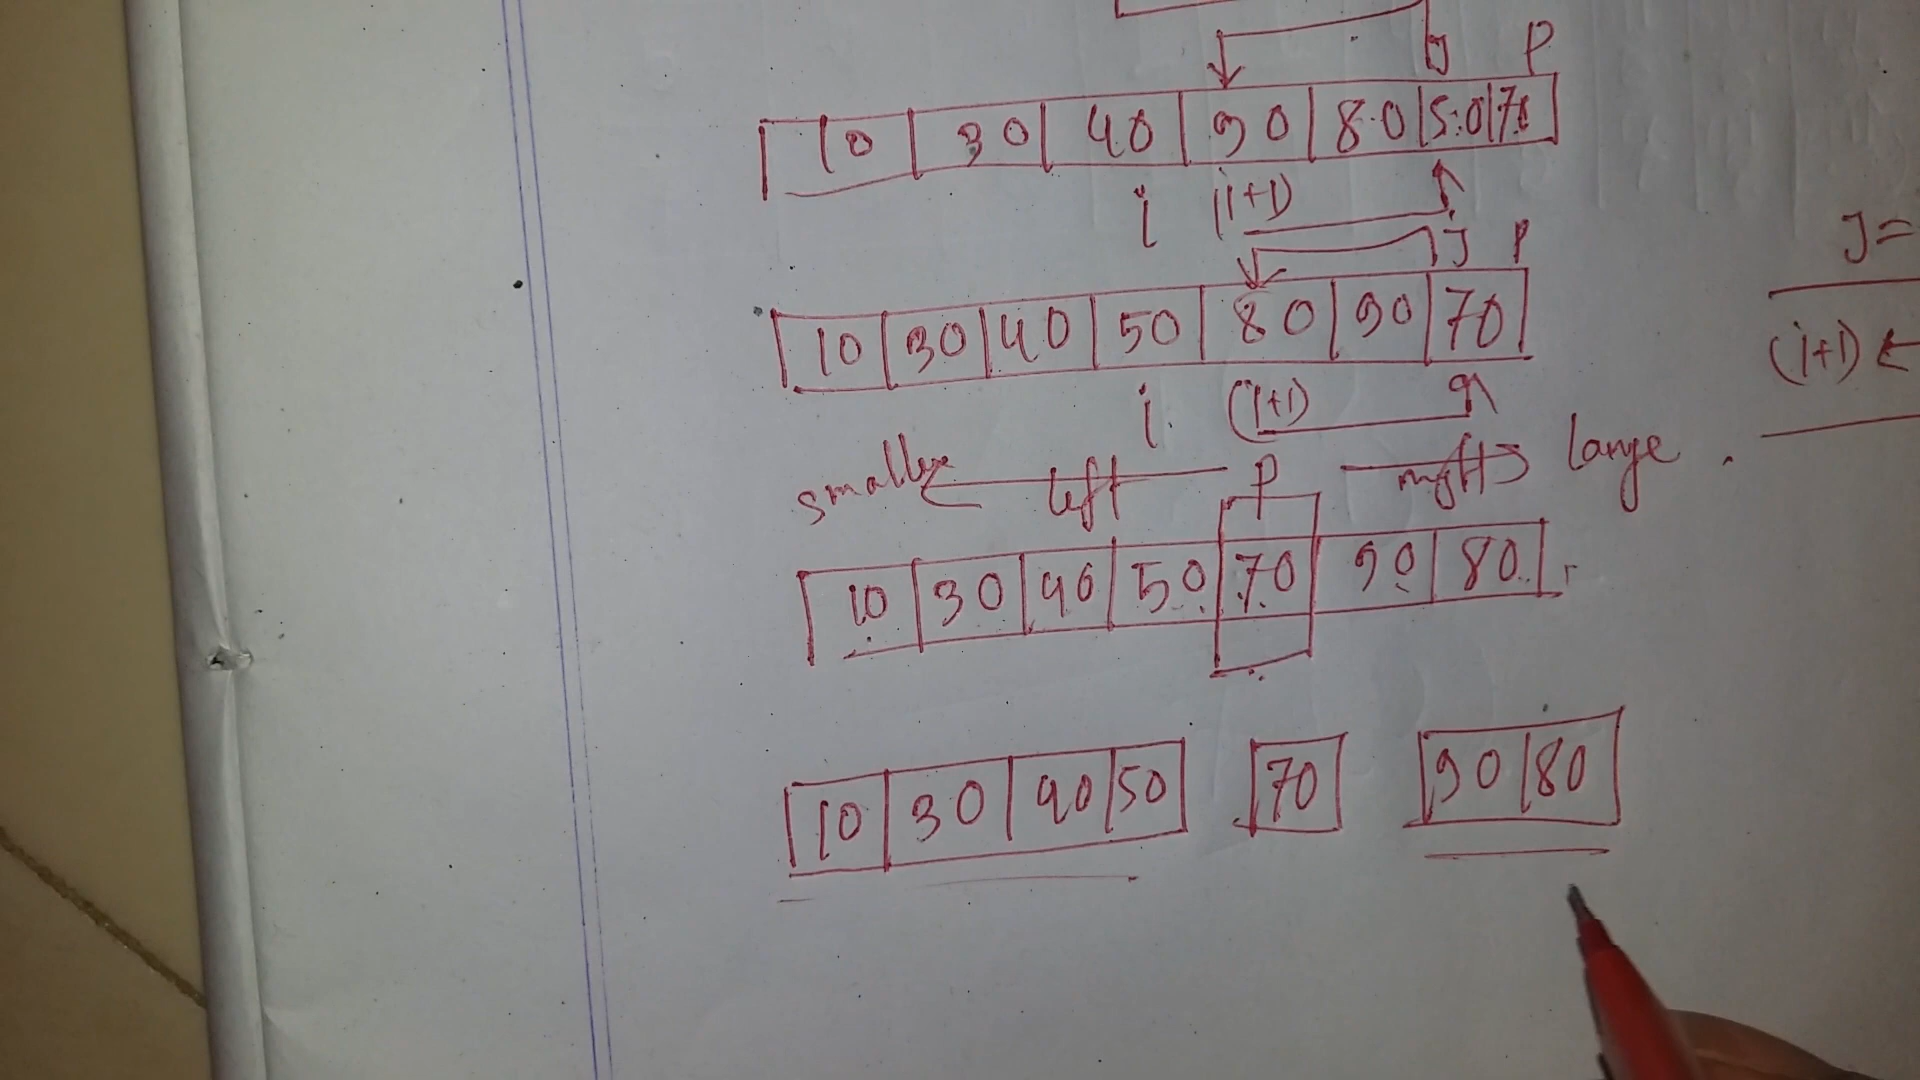 J P
10 30 40 90 80 50 70
i (i+1)
J P
J=
10 30 40 50 80 90 70
(i+1) ←
i (i+1)
smaller ← left P right → large .
10 30 40 50 70 90 80
10 30 40 50 70 90 80